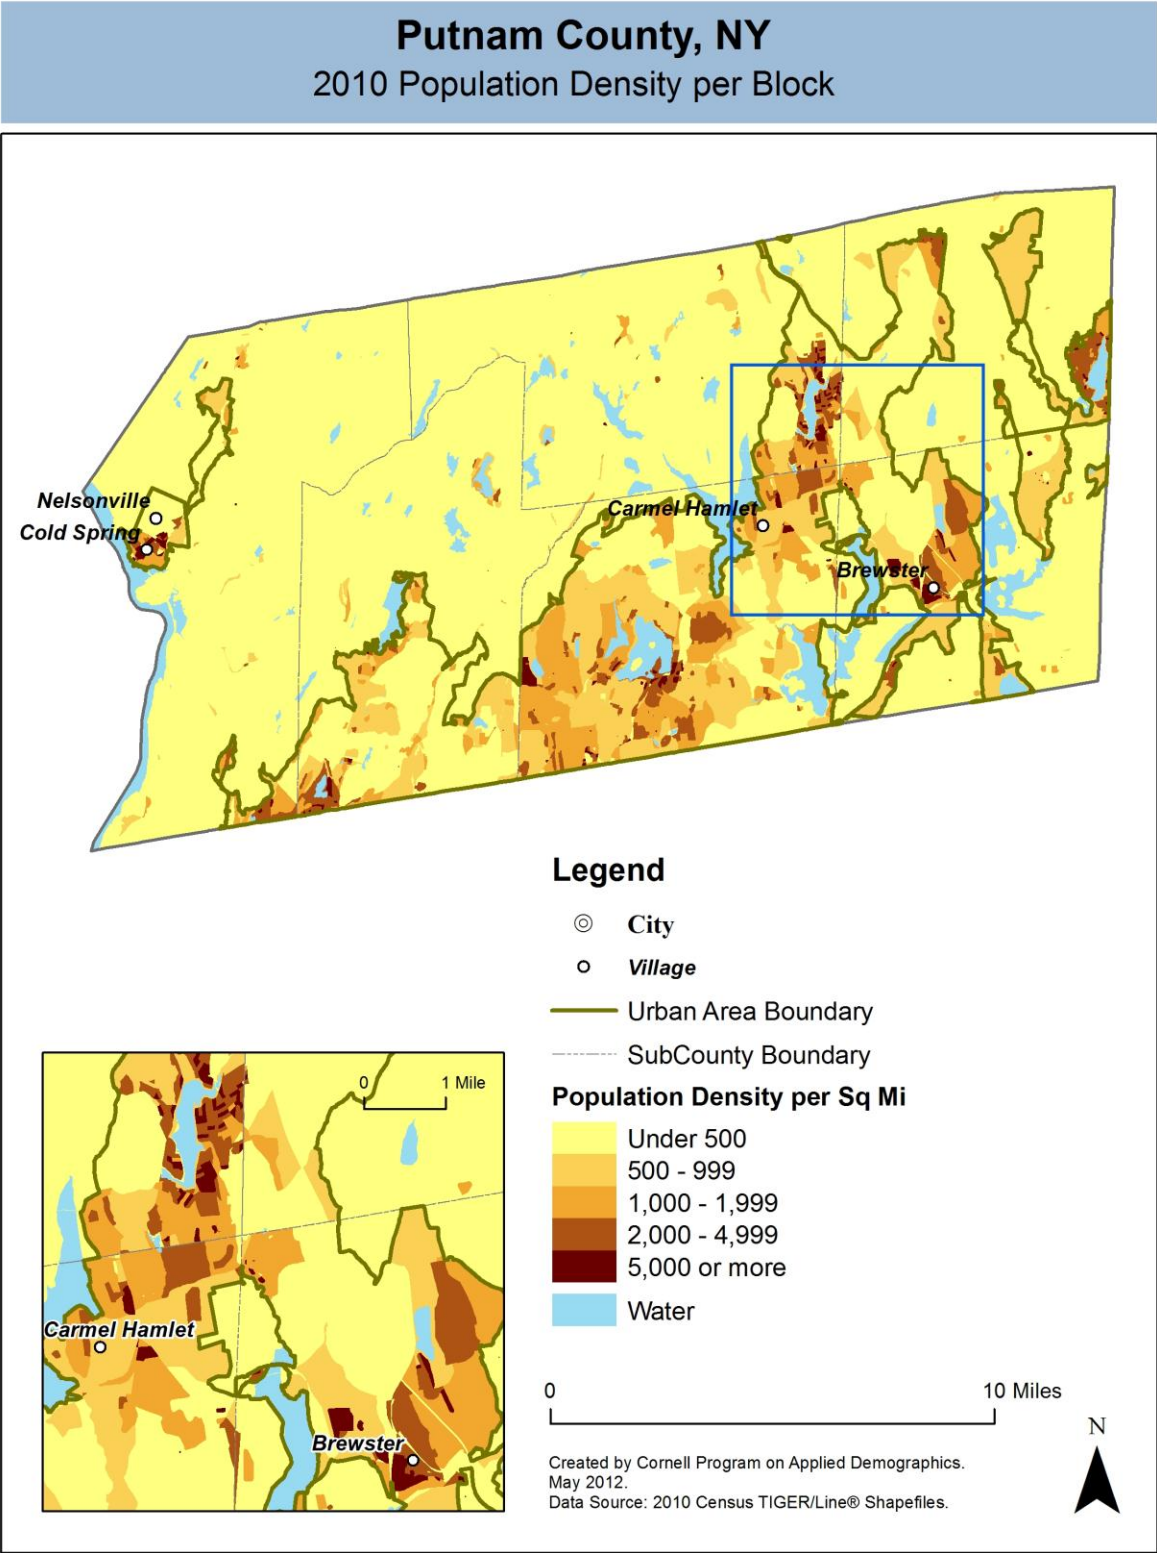 Putnam County, NY
2010 Population Density per Block
Nelsonville
Cold Spring
Carmel Hamlet
Brewster
Legend
City
Village
Urban Area Boundary
SubCounty Boundary
Population Density per Sq Mi
Under 500
500 - 999
1,000 - 1,999
2,000 - 4,999
5,000 or more
Water
0 1 Mile
Carmel Hamlet
Brewster
0 10 Miles
N
Created by Cornell Program on Applied Demographics.
May 2012.
Data Source: 2010 Census TIGER/Line® Shapefiles.